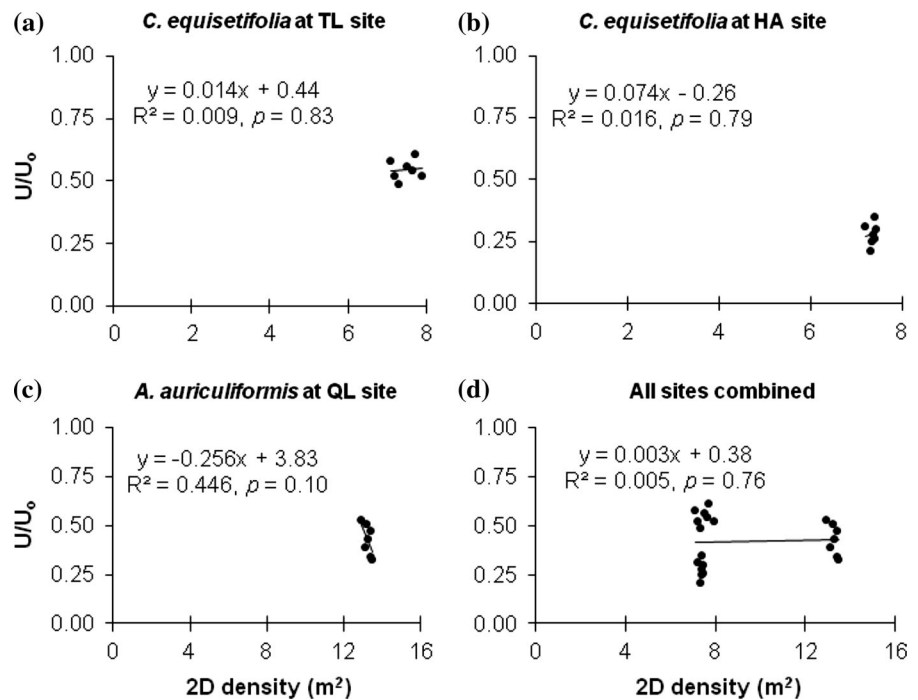 (a)
C. equisetifolia at TL site
1.00
y = 0.014x + 0.44
R² = 0.009, p = 0.83
0.75
0.50
0.25
0.00
U/Uₒ
0 2 4 6 8
(b)
C. equisetifolia at HA site
1.00
y = 0.074x - 0.26
R² = 0.016, p = 0.79
0.75
0.50
0.25
0.00
0 2 4 6 8
(c)
A. auriculiformis at QL site
1.00
y = -0.256x + 3.83
R² = 0.446, p = 0.10
0.75
0.50
0.25
0.00
U/Uₒ
0 4 8 12 16
2D density (m²)
(d)
All sites combined
1.00
y = 0.003x + 0.38
R² = 0.005, p = 0.76
0.75
0.50
0.25
0.00
0 4 8 12 16
2D density (m²)